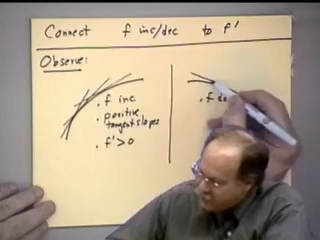 Connect f inc/dec to f'
Observe:
• f inc
• positive
tangent slopes
• f' > 0
• f de